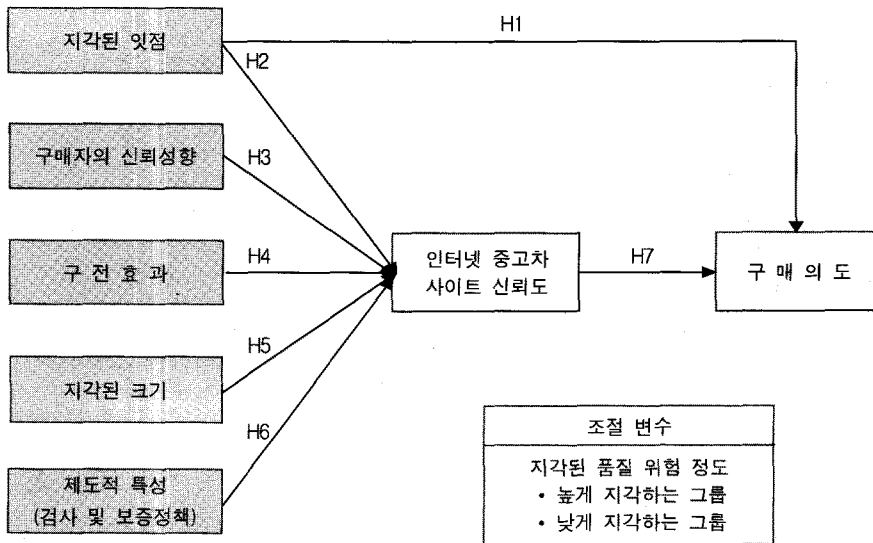 지각된 잇점
H1
H2
구매자의 신뢰성향
H3
구 전 효 과
H4
인터넷 중고차
사이트 신뢰도
H7
구 매 의 도
H5
지각된 크기
H6
제도적 특성
(검사 및 보증정책)
조절 변수
지각된 품질 위험 정도
• 높게 지각하는 그룹
• 낮게 지각하는 그룹